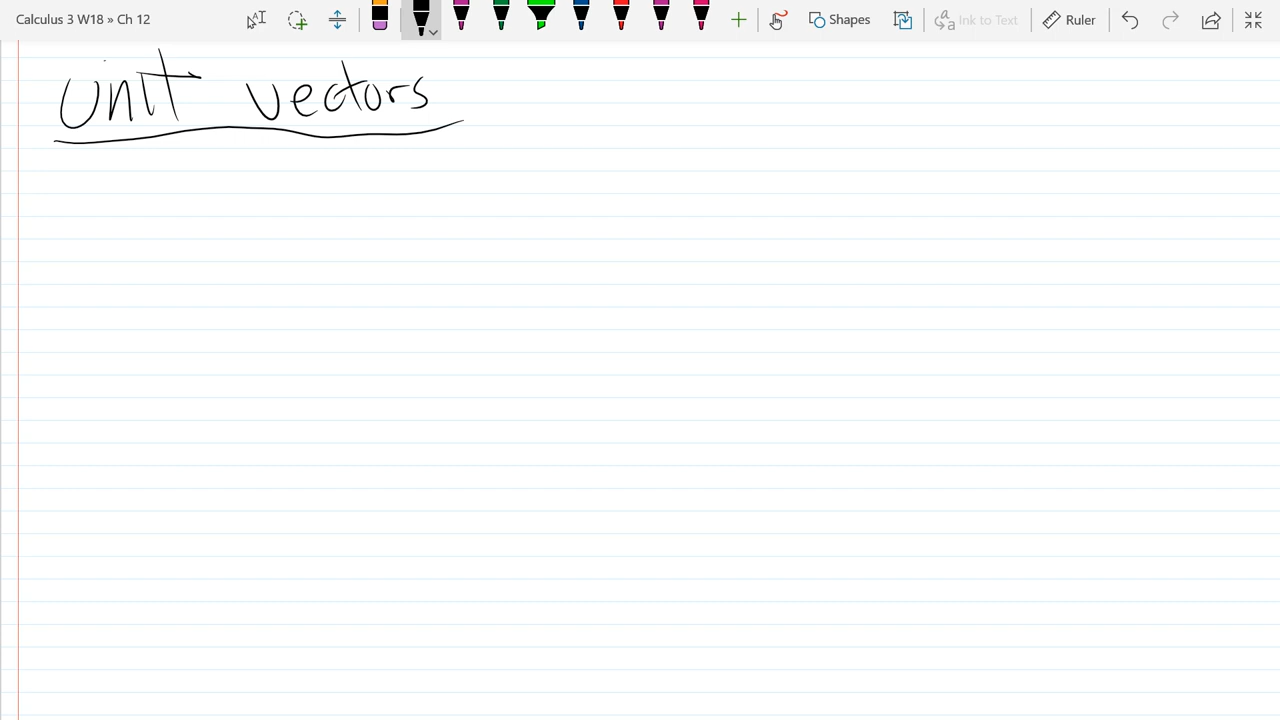 Calculus 3 W18 » Ch 12
Shapes
Ink to Text
Ruler
Unit vectors